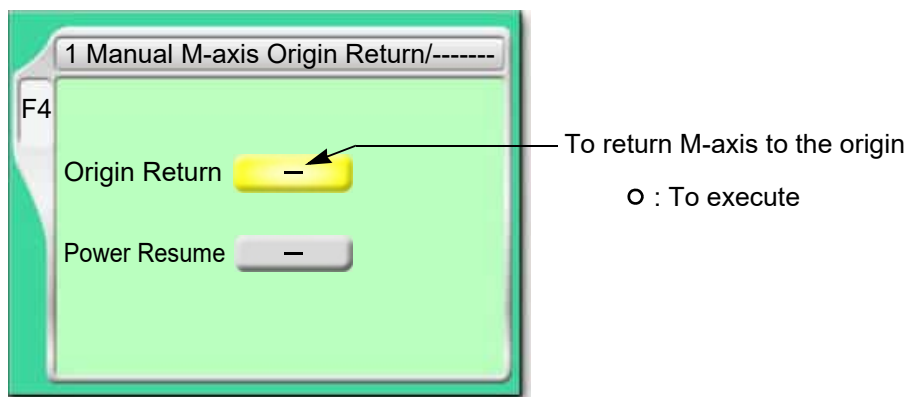 1 Manual M-axis Origin Return/-------
F4
Origin Return –
To return M-axis to the origin
○ : To execute
Power Resume –